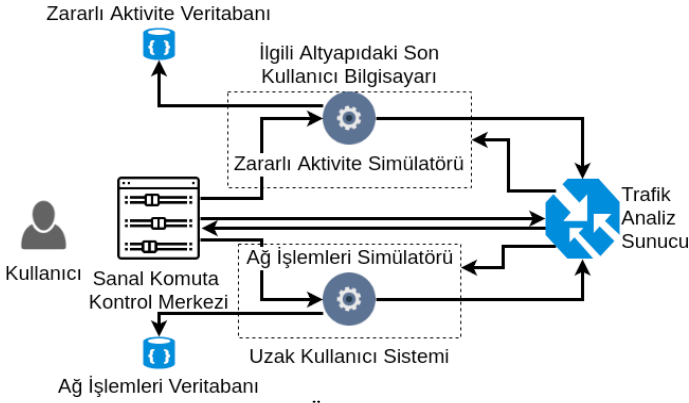 Zararlı Aktivite Veritabanı
İlgili Altyapıdaki Son
Kullanıcı Bilgisayarı
Zararlı Aktivite Simülatörü
Trafik
Analiz
Sunucu
Kullanıcı
Sanal Komuta
Kontrol Merkezi
Ağ İşlemleri Simülatörü
Uzak Kullanıcı Sistemi
Ağ İşlemleri Veritabanı